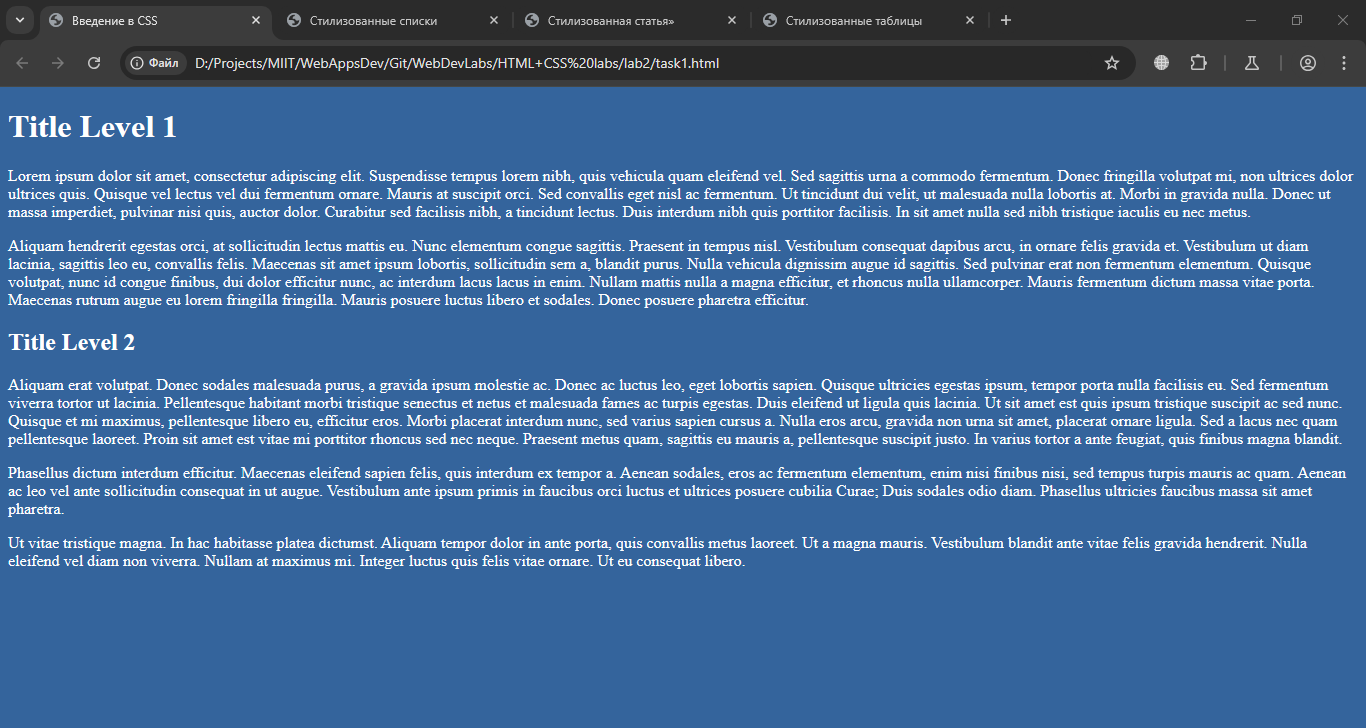 Введение в CSS
Стилизованные списки
Стилизованная статья»
Стилизованные таблицы
Файл
D:/Projects/MIIT/WebAppsDev/Git/WebDevLabs/HTML+CSS%20labs/lab2/task1.html
Title Level 1
Lorem ipsum dolor sit amet, consectetur adipiscing elit. Suspendisse tempus lorem nibh, quis vehicula quam eleifend vel. Sed sagittis urna a commodo fermentum. Donec fringilla volutpat mi, non ultrices dolor
ultrices quis. Quisque vel lectus vel dui fermentum ornare. Mauris at suscipit orci. Sed convallis eget nisl ac fermentum. Ut tincidunt dui velit, ut malesuada nulla lobortis at. Morbi in gravida nulla. Donec ut
massa imperdiet, pulvinar nisi quis, auctor dolor. Curabitur sed facilisis nibh, a tincidunt lectus. Duis interdum nibh quis porttitor facilisis. In sit amet nulla sed nibh tristique iaculis eu nec metus.
Aliquam hendrerit egestas orci, at sollicitudin lectus mattis eu. Nunc elementum congue sagittis. Praesent in tempus nisl. Vestibulum consequat dapibus arcu, in ornare felis gravida et. Vestibulum ut diam
lacinia, sagittis leo eu, convallis felis. Maecenas sit amet ipsum lobortis, sollicitudin sem a, blandit purus. Nulla vehicula dignissim augue id sagittis. Sed pulvinar erat non fermentum elementum. Quisque
volutpat, nunc id congue finibus, dui dolor efficitur nunc, ac interdum lacus lacus in enim. Nullam mattis nulla a magna efficitur, et rhoncus nulla ullamcorper. Mauris fermentum dictum massa vitae porta.
Maecenas rutrum augue eu lorem fringilla fringilla. Mauris posuere luctus libero et sodales. Donec posuere pharetra efficitur.
Title Level 2
Aliquam erat volutpat. Donec sodales malesuada purus, a gravida ipsum molestie ac. Donec ac luctus leo, eget lobortis sapien. Quisque ultricies egestas ipsum, tempor porta nulla facilisis eu. Sed fermentum
viverra tortor ut lacinia. Pellentesque habitant morbi tristique senectus et netus et malesuada fames ac turpis egestas. Duis eleifend ut ligula quis lacinia. Ut sit amet est quis ipsum tristique suscipit ac sed nunc.
Quisque et mi maximus, pellentesque libero eu, efficitur eros. Morbi placerat interdum nunc, sed varius sapien cursus a. Nulla eros arcu, gravida non urna sit amet, placerat ornare ligula. Sed a lacus nec quam
pellentesque laoreet. Proin sit amet est vitae mi porttitor rhoncus sed nec neque. Praesent metus quam, sagittis eu mauris a, pellentesque suscipit justo. In varius tortor a ante feugiat, quis finibus magna blandit.
Phasellus dictum interdum efficitur. Maecenas eleifend sapien felis, quis interdum ex tempor a. Aenean sodales, eros ac fermentum elementum, enim nisi finibus nisi, sed tempus turpis mauris ac quam. Aenean
ac leo vel ante sollicitudin consequat in ut augue. Vestibulum ante ipsum primis in faucibus orci luctus et ultrices posuere cubilia Curae; Duis sodales odio diam. Phasellus ultricies faucibus massa sit amet
pharetra.
Ut vitae tristique magna. In hac habitasse platea dictumst. Aliquam tempor dolor in ante porta, quis convallis metus laoreet. Ut a magna mauris. Vestibulum blandit ante vitae felis gravida hendrerit. Nulla
eleifend vel diam non viverra. Nullam at maximus mi. Integer luctus quis felis vitae ornare. Ut eu consequat libero.